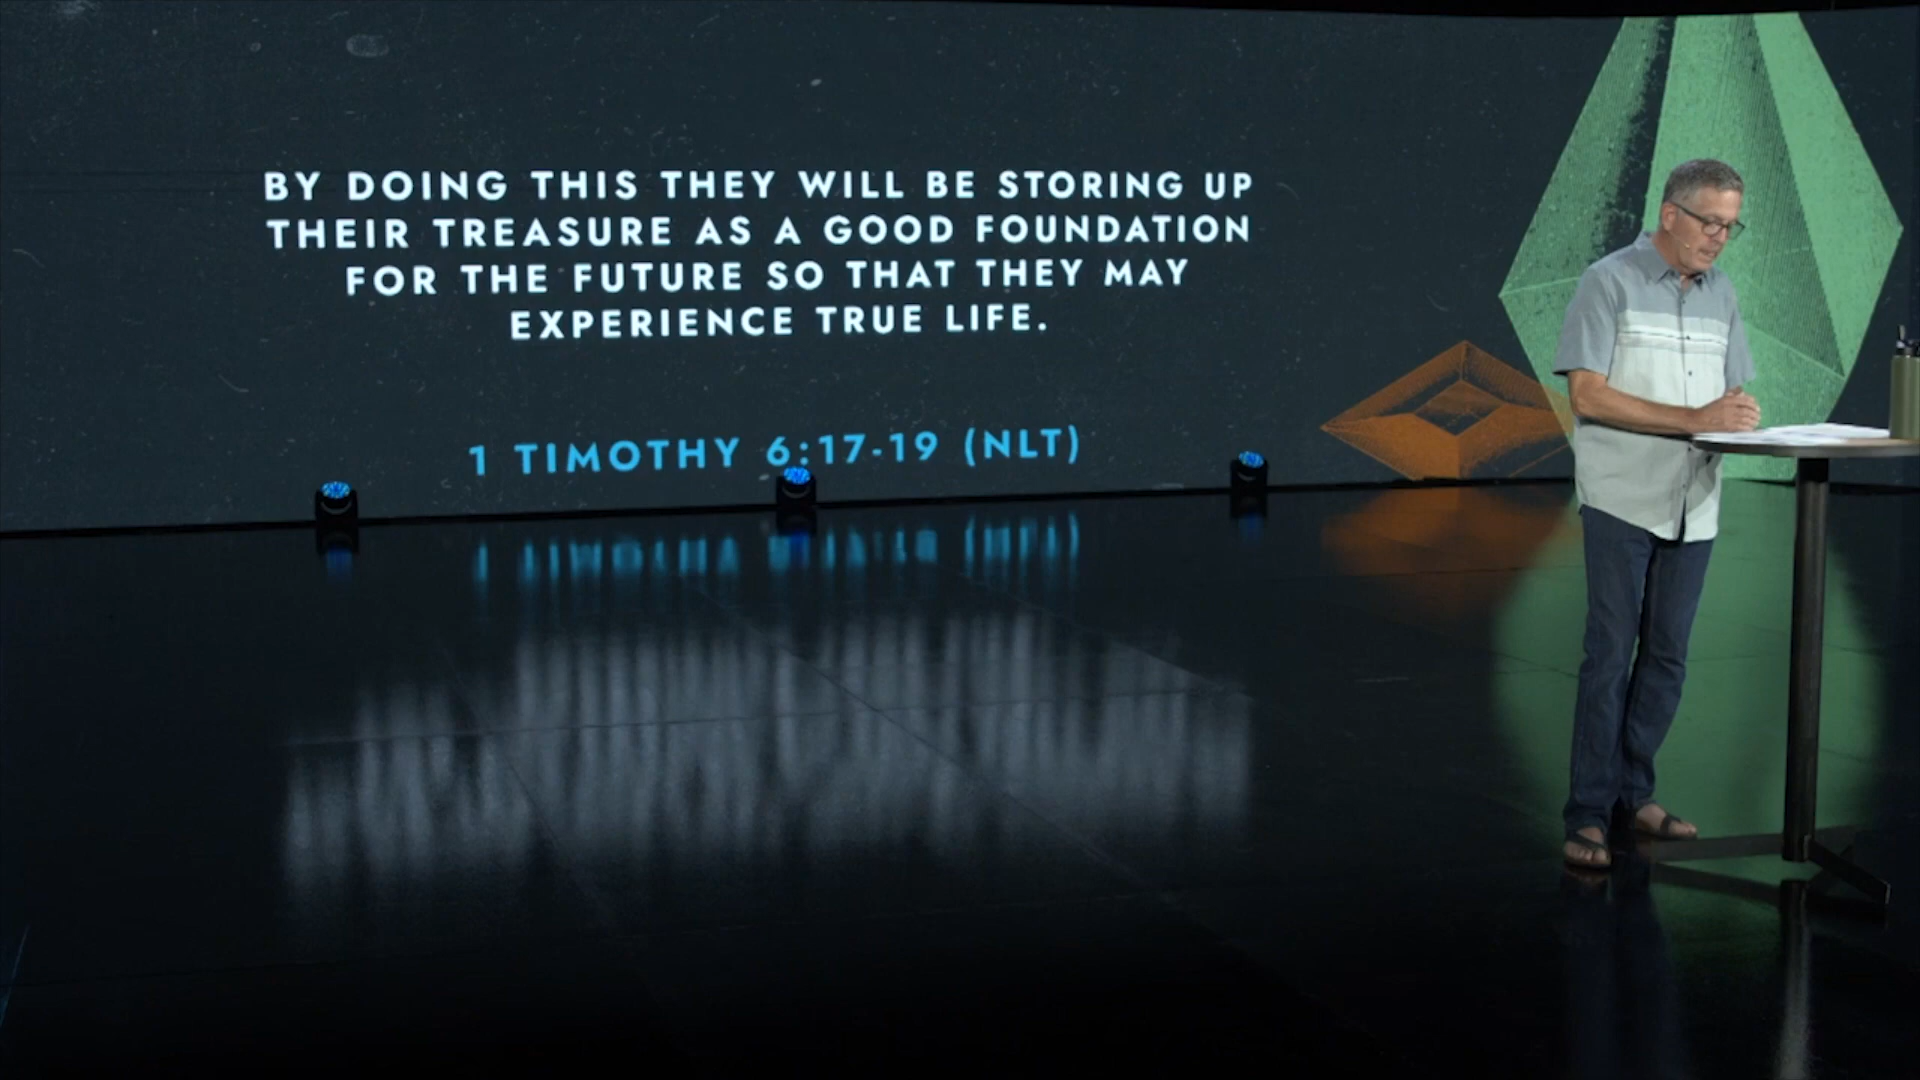 BY DOING THIS THEY WILL BE STORING UP
THEIR TREASURE AS A GOOD FOUNDATION
FOR THE FUTURE SO THAT THEY MAY
EXPERIENCE TRUE LIFE.
1 TIMOTHY 6:17-19 (NLT)